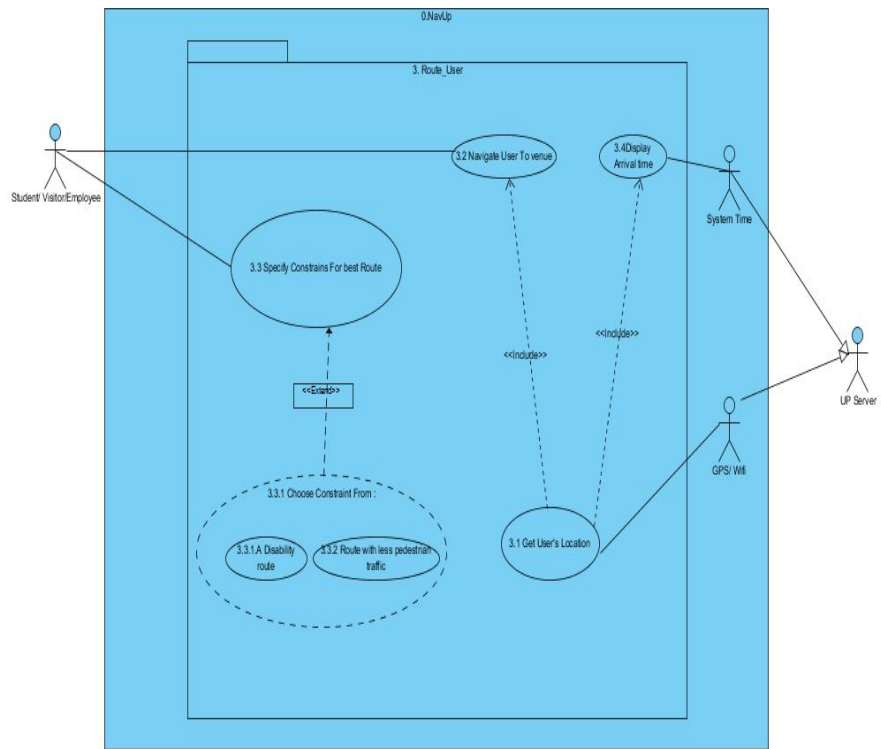 0.NavUp
3. Route_User
3.2 Navigate User To venue
3.4Display
Arrival time
Student/ Visitor/Employee
System Time
3.3 Specify Constrains For best Route
<<Include>>
<<Include>>
<<Extend>>
UP Server
GPS/ Wifi
3.3.1 Choose Constraint From :
3.3.1.A Disability
route
3.3.2 Route with less pedestrian
traffic
3.1 Get User's Location